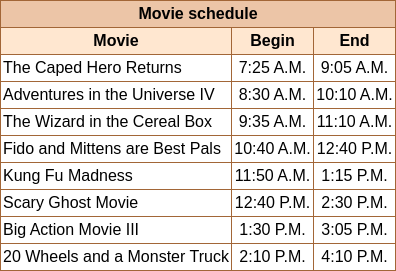 Movie schedule
Movie Begin End
The Caped Hero Returns 7:25 A.M. 9:05 A.M.
Adventures in the Universe IV 8:30 A.M. 10:10 A.M.
The Wizard in the Cereal Box 9:35 A.M. 11:10 A.M.
Fido and Mittens are Best Pals 10:40 A.M. 12:40 P.M.
Kung Fu Madness 11:50 A.M. 1:15 P.M.
Scary Ghost Movie 12:40 P.M. 2:30 P.M.
Big Action Movie III 1:30 P.M. 3:05 P.M.
20 Wheels and a Monster Truck 2:10 P.M. 4:10 P.M.